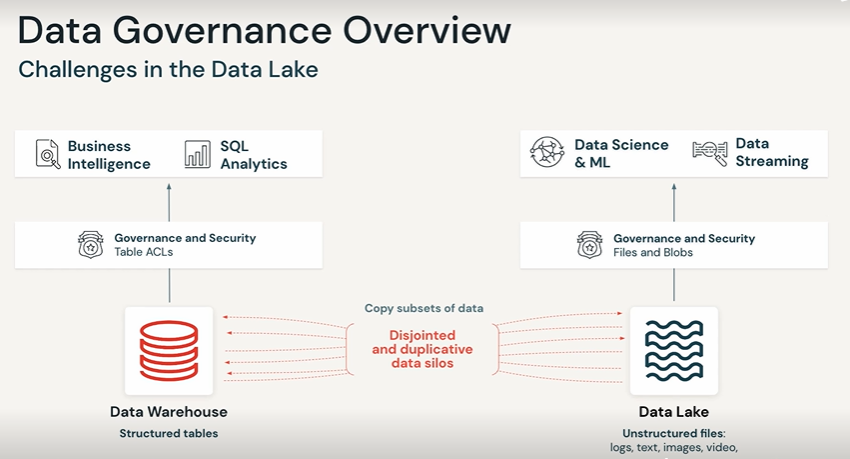 Data Governance Overview
Challenges in the Data Lake
Business
Intelligence
SQL
Analytics
Data Science
& ML
Data
Streaming
Governance and Security
Table ACLs
Governance and Security
Files and Blobs
Copy subsets of data
Disjointed
and duplicative
data silos
Data Warehouse
Structured tables
Data Lake
Unstructured files:
logs, text, images, video,